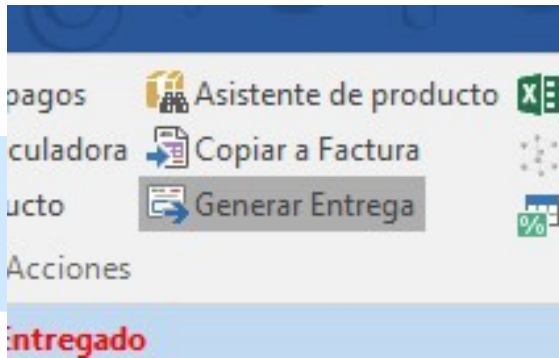 pagos Asistente de producto
culadora Copiar a Factura
ucto Generar Entrega
Acciones
Entregado